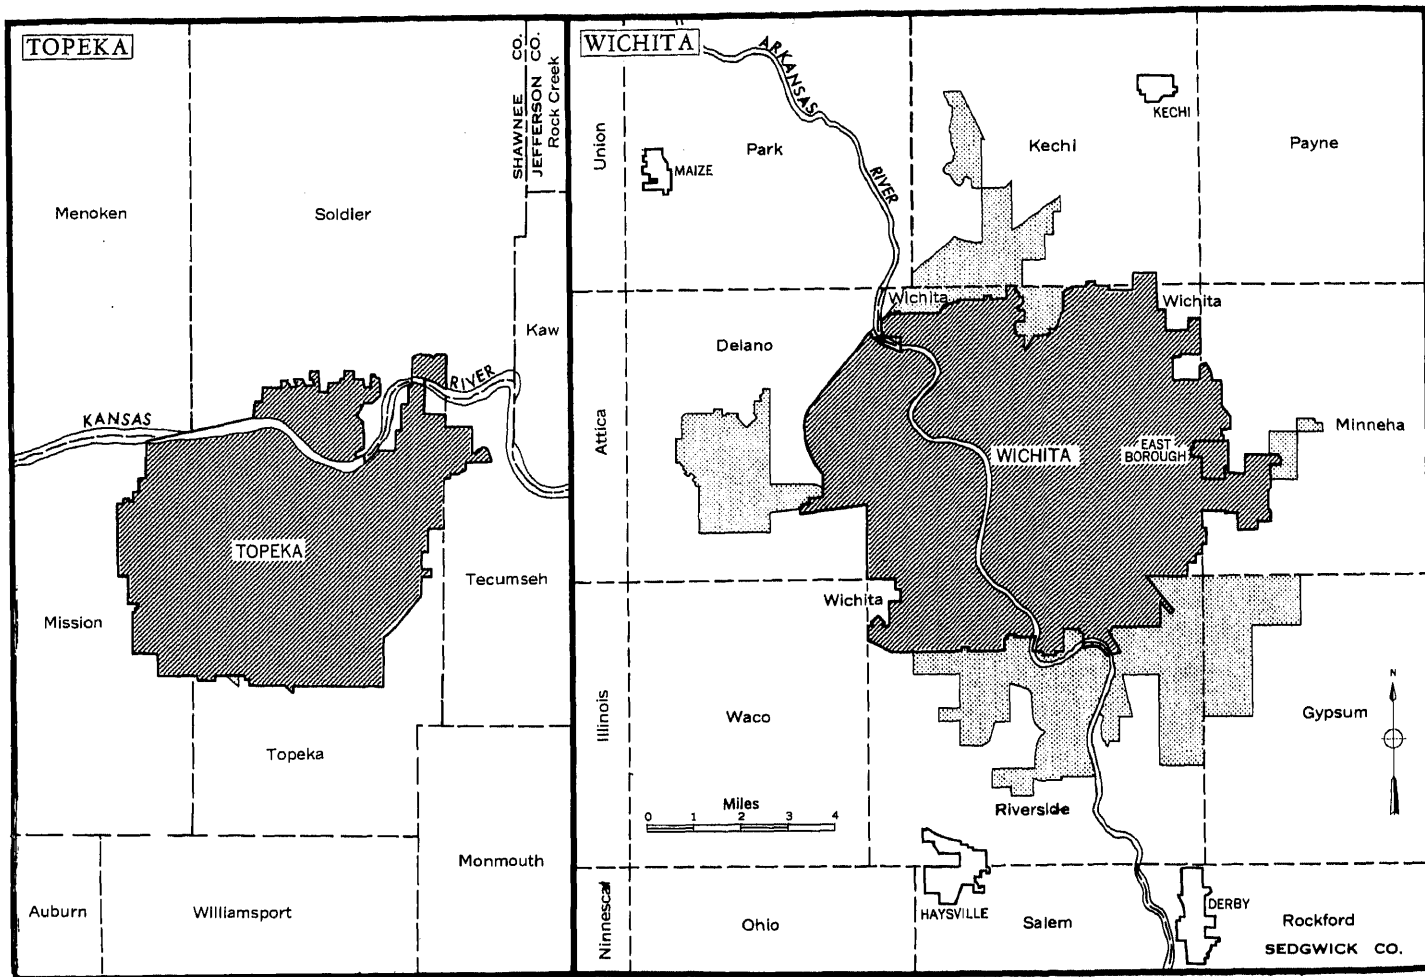 TOPEKA
SHAWNEE CO.
JEFFERSON CO.
Rock Creek
Menoken
Soldier
Kaw
KANSAS
RIVER
TOPEKA
Tecumseh
Mission
Topeka
Monmouth
Auburn
Williamsport
WICHITA
ARKANSAS
RIVER
Union
Park
MAIZE
Kechi
KECHI
Payne
Wichita
Wichita
Delano
Attica
WICHITA
EAST
BOROUGH
Minneha
Wichita
Illinois
Waco
Gypsum
N
Miles
0 1 2 3 4
Riverside
Ninnescah
Ohio
HAYSVILLE
Salem
DERBY
Rockford
SEDGWICK CO.